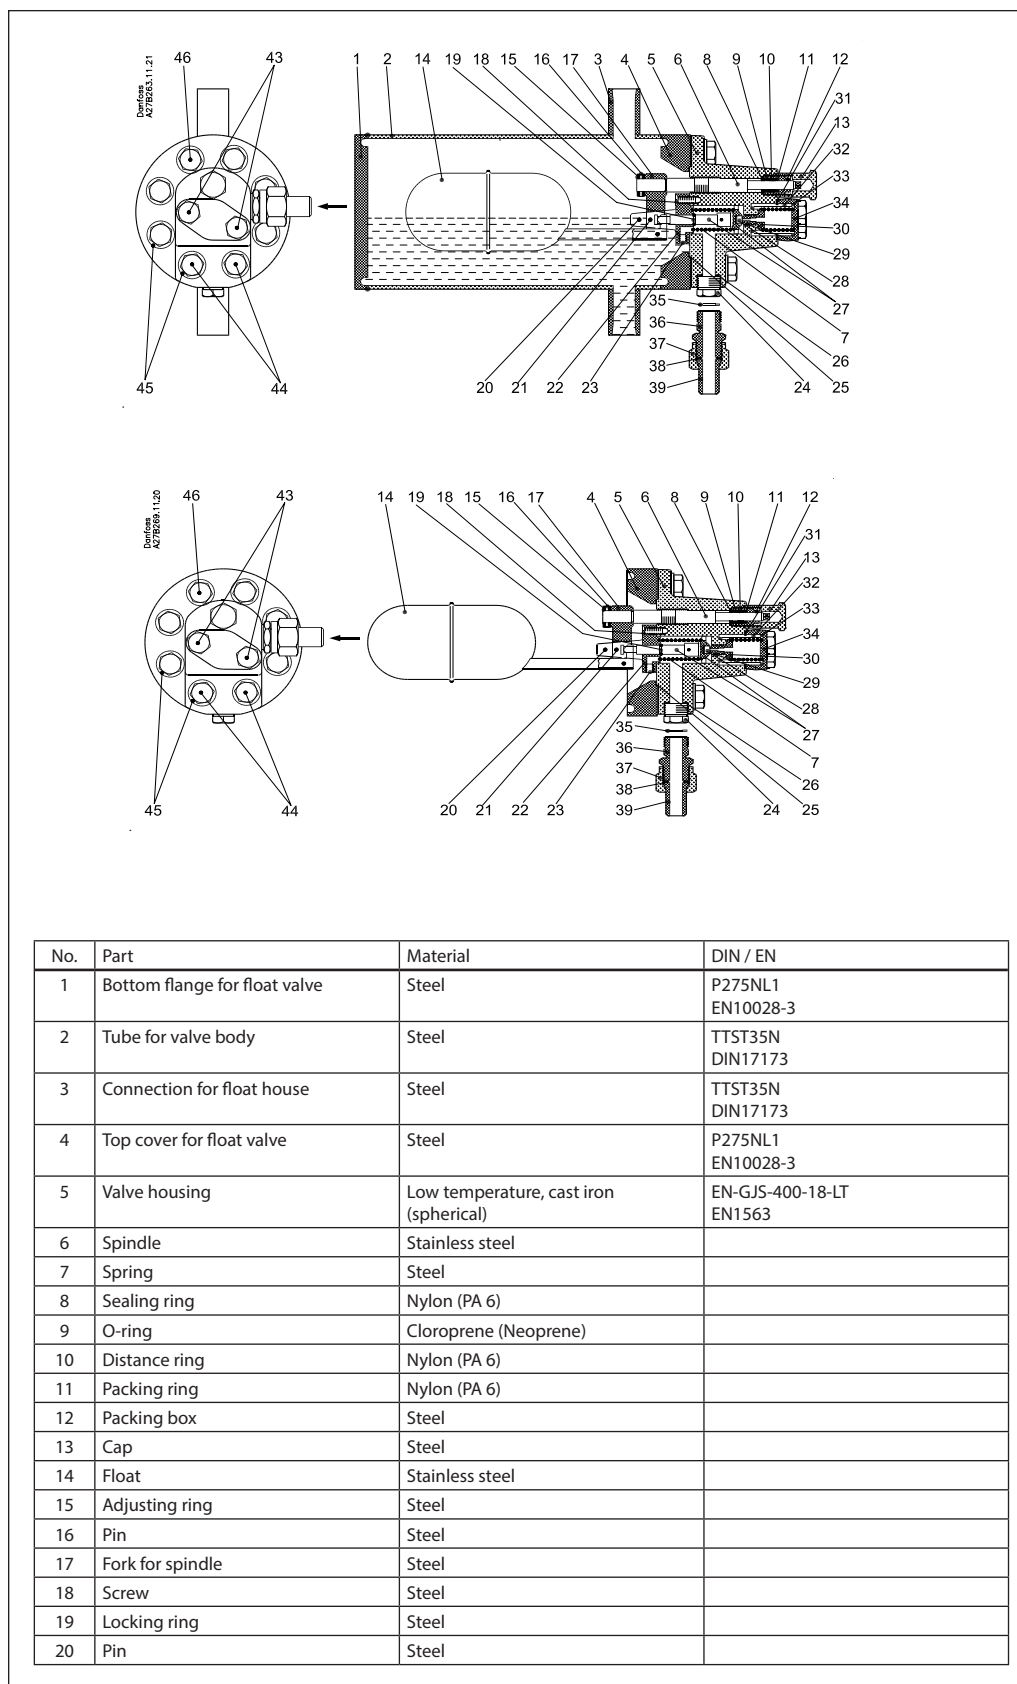 Danfoss
A27B263.11.21
46 43 1 2 14 19 18 15 16 17 3 4 5 6 8 9 10 11 12
31
13
32
33
34
30
29
28
27
7
26
25
24
35
36
37
38
39
20 21 22 23
45 44
Danfoss
A27B269.11.20
46 43 14 19 18 15 16 17 4 5 6 8 9 10 11 12
31
13
32
33
34
30
29
28
27
7
26
25
24
35
36
37
38
39
20 21 22 23
45 44
No. Part Material DIN / EN
1 Bottom flange for float valve Steel P275NL1
EN10028-3
2 Tube for valve body Steel TTST35N
DIN17173
3 Connection for float house Steel TTST35N
DIN17173
4 Top cover for float valve Steel P275NL1
EN10028-3
5 Valve housing Low temperature, cast iron EN-GJS-400-18-LT
(spherical) EN1563
6 Spindle Stainless steel
7 Spring Steel
8 Sealing ring Nylon (PA 6)
9 O-ring Cloroprene (Neoprene)
10 Distance ring Nylon (PA 6)
11 Packing ring Nylon (PA 6)
12 Packing box Steel
13 Cap Steel
14 Float Stainless steel
15 Adjusting ring Steel
16 Pin Steel
17 Fork for spindle Steel
18 Screw Steel
19 Locking ring Steel
20 Pin Steel